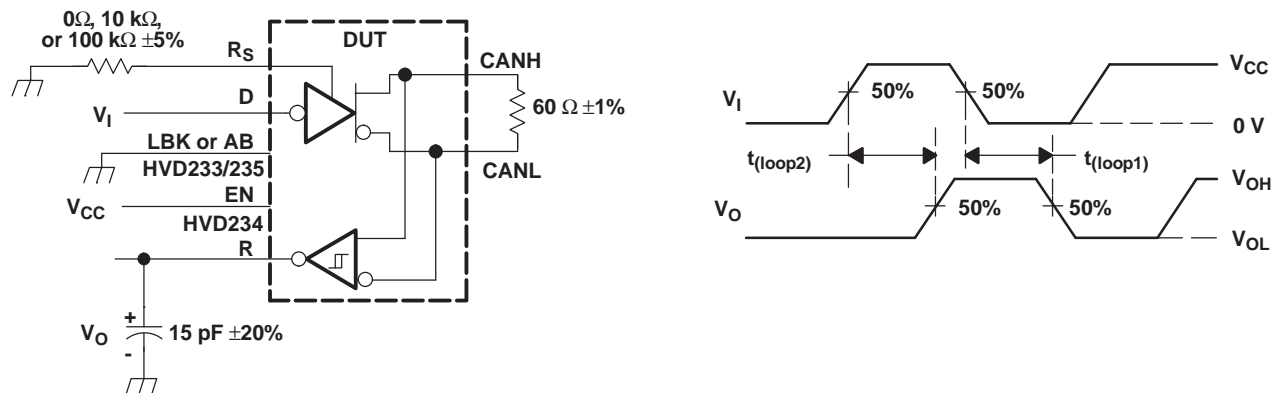 0Ω, 10 kΩ,
or 100 kΩ ±5%
DUT
RS
CANH
D
VI
60 Ω ±1%
LBK or AB
HVD233/235
CANL
EN
VCC
HVD234
R
+
VO
15 pF ±20%
-
VCC
VI
50%
50%
0 V
t(loop2)
t(loop1)
VOH
VO
50%
50%
VOL